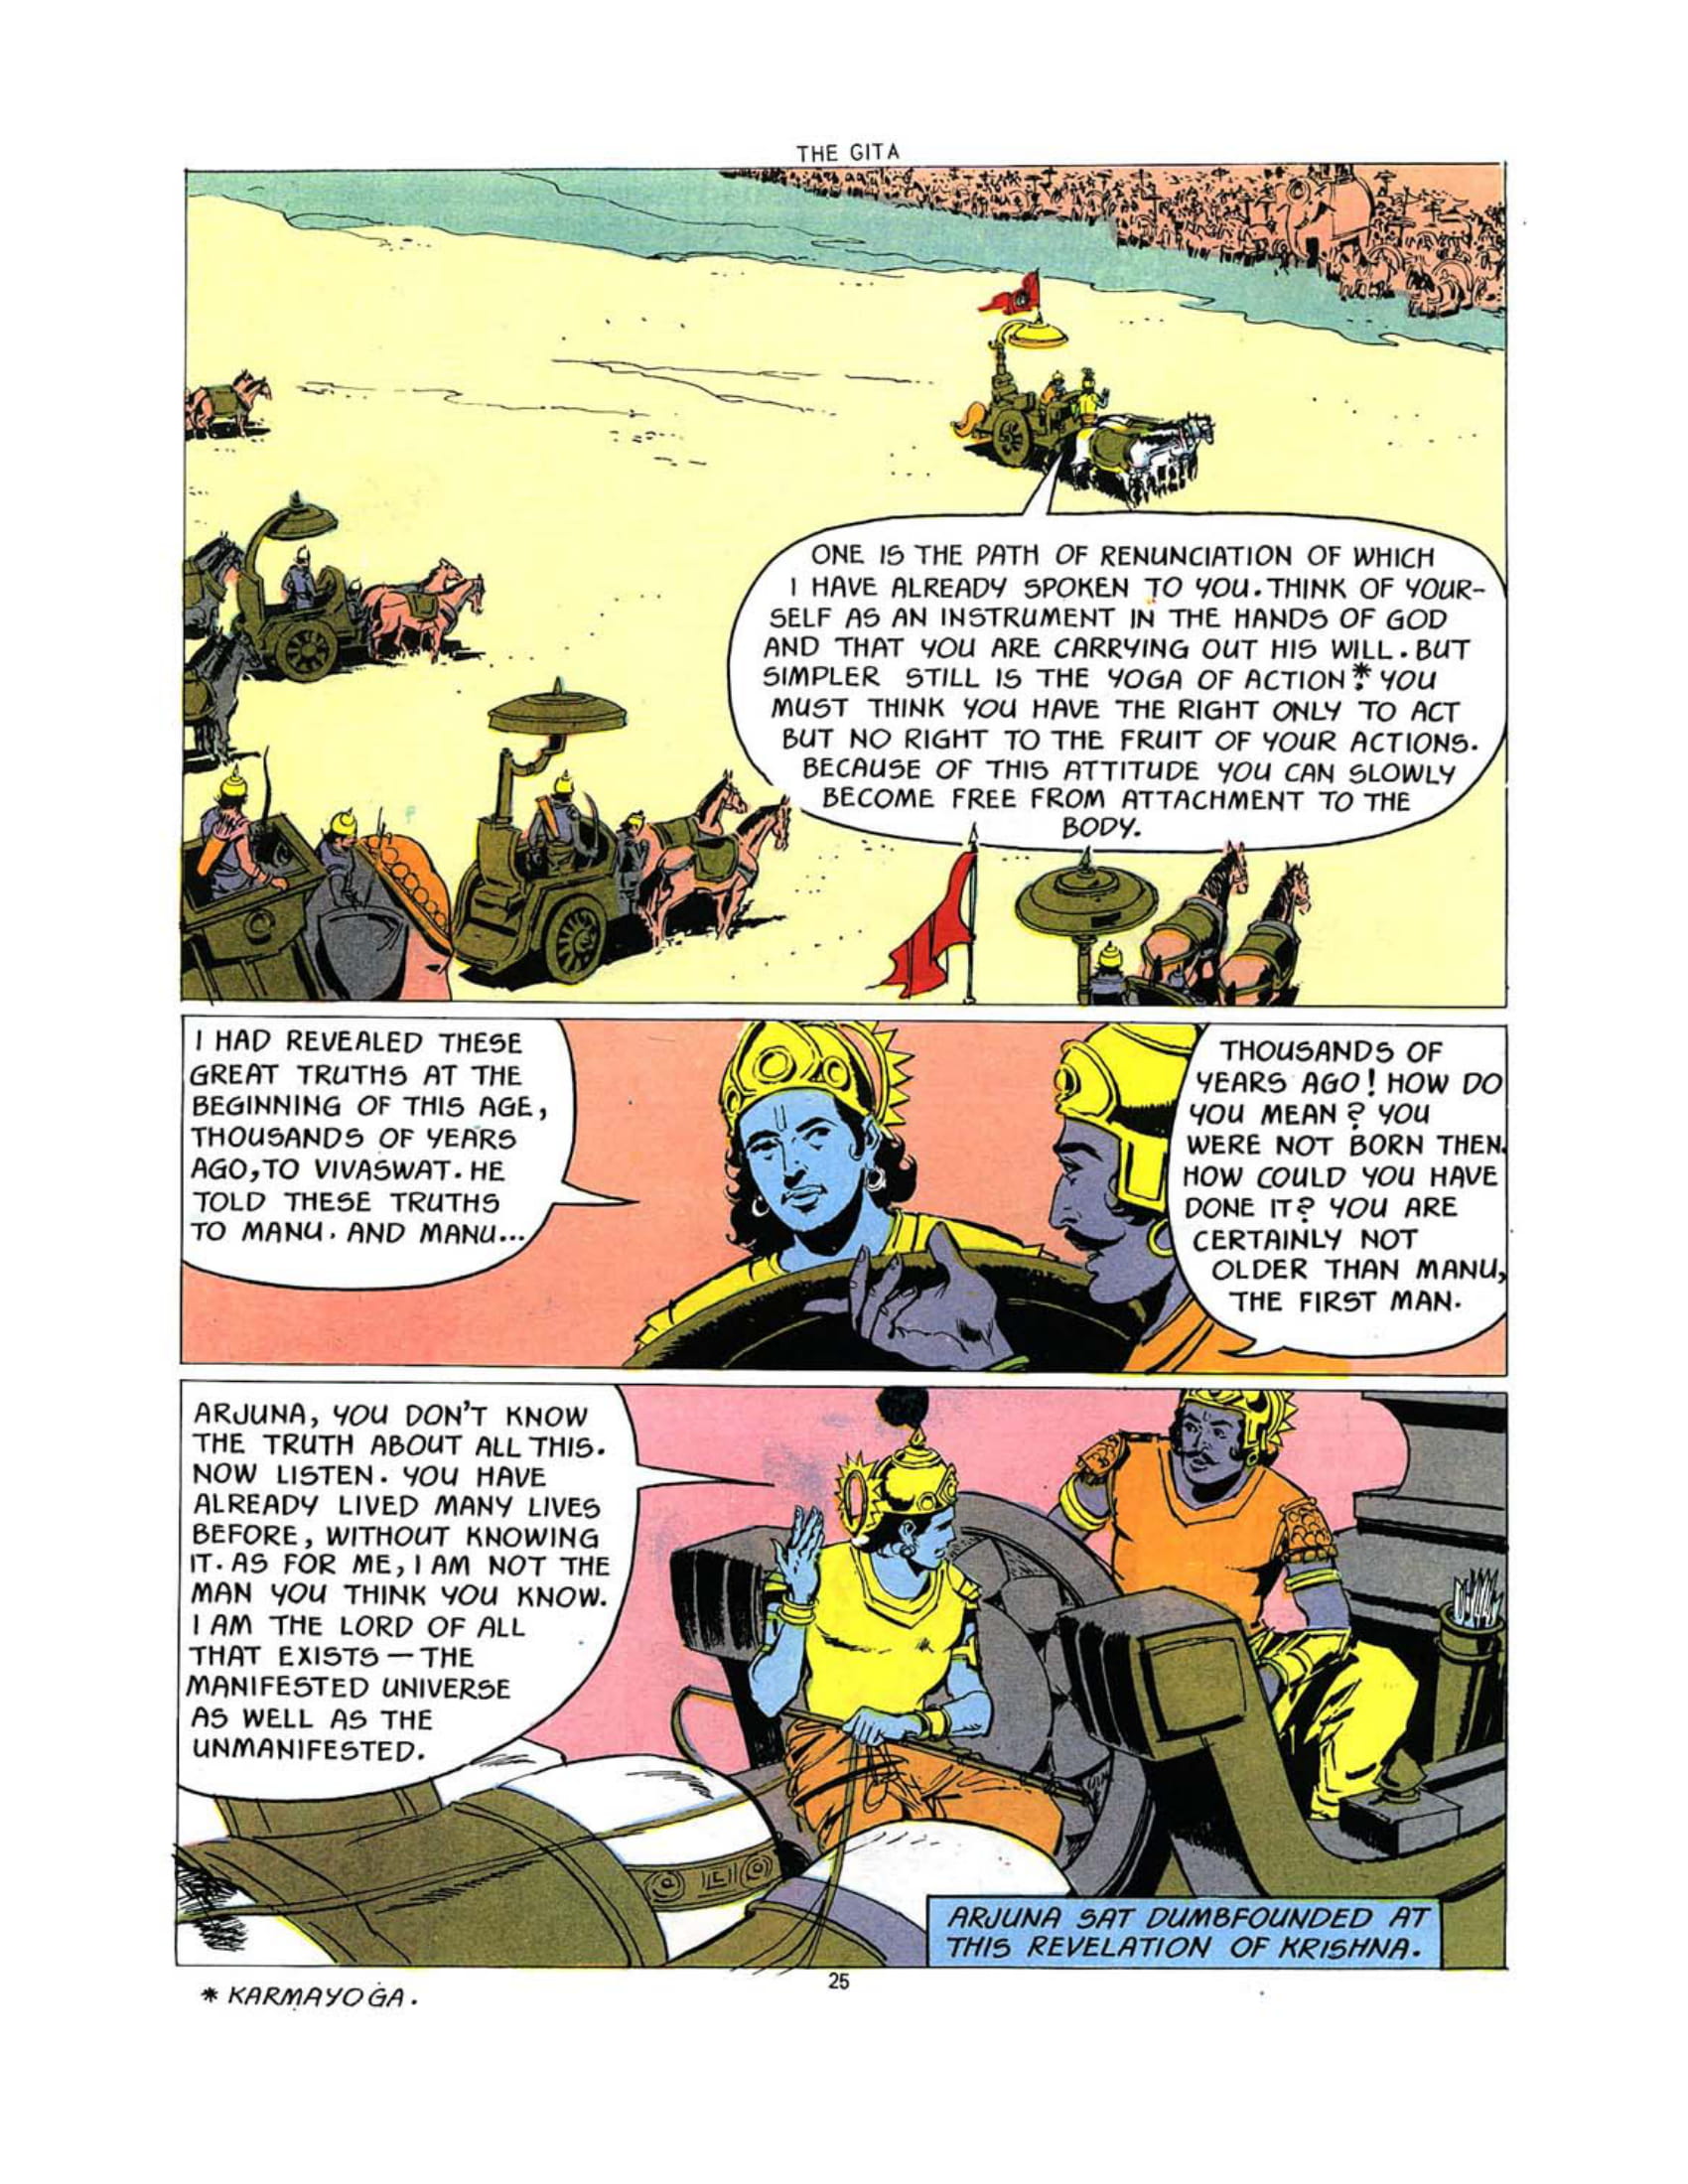 THE GITA
ONE IS THE PATH OF RENUNCIATION OF WHICH
I HAVE ALREADY SPOKEN TO YOU. THINK OF YOUR-
SELF AS AN INSTRUMENT IN THE HANDS OF GOD
AND THAT YOU ARE CARRYING OUT HIS WILL. BUT
SIMPLER STILL IS THE YOGA OF ACTION*. YOU
MUST THINK YOU HAVE THE RIGHT ONLY TO ACT
BUT NO RIGHT TO THE FRUIT OF YOUR ACTIONS.
BECAUSE OF THIS ATTITUDE YOU CAN SLOWLY
BECOME FREE FROM ATTACHMENT TO THE
BODY.
I HAD REVEALED THESE
GREAT TRUTHS AT THE
BEGINNING OF THIS AGE,
THOUSANDS OF YEARS
AGO, TO VIVASWAT. HE
TOLD THESE TRUTHS
TO MANU. AND MANU...
THOUSANDS OF
YEARS AGO! HOW DO
YOU MEAN? YOU
WERE NOT BORN THEN.
HOW COULD YOU HAVE
DONE IT? YOU ARE
CERTAINLY NOT
OLDER THAN MANU,
THE FIRST MAN.
ARJUNA, YOU DON'T KNOW
THE TRUTH ABOUT ALL THIS.
NOW LISTEN. YOU HAVE
ALREADY LIVED MANY LIVES
BEFORE, WITHOUT KNOWING
IT. AS FOR ME, I AM NOT THE
MAN YOU THINK YOU KNOW.
I AM THE LORD OF ALL
THAT EXISTS — THE
MANIFESTED UNIVERSE
AS WELL AS THE
UNMANIFESTED.
ARJUNA SAT DUMBFOUNDED AT
THIS REVELATION OF KRISHNA.
25
* KARMAYOGA.